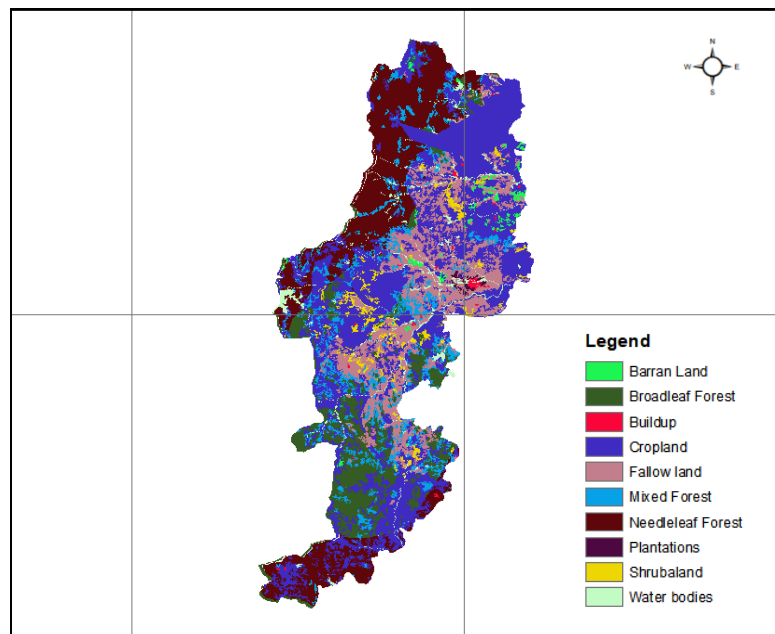 N
W E
S
Legend
Barran Land
Broadleaf Forest
Buildup
Cropland
Fallow land
Mixed Forest
Needleleaf Forest
Plantations
Shrubaland
Water bodies